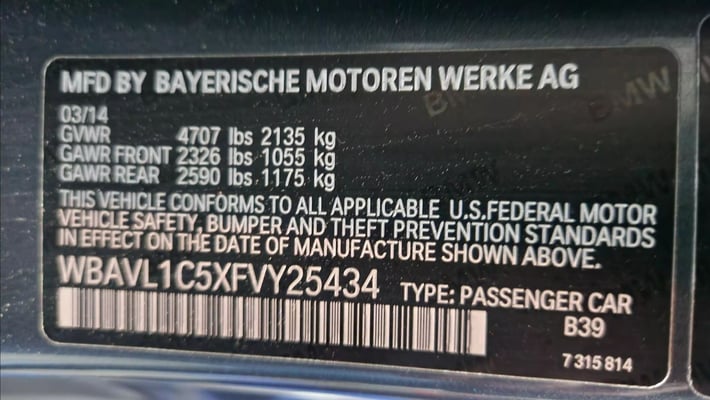 MFD BY BAYERISCHE MOTOREN WERKE AG
03/14
GVWR 4707 lbs 2135 kg
GAWR FRONT 2326 lbs 1055 kg
GAWR REAR 2590 lbs 1175 kg
THIS VEHICLE CONFORMS TO ALL APPLICABLE U.S.FEDERAL MOTOR
VEHICLE SAFETY, BUMPER AND THEFT PREVENTION STANDARDS
IN EFFECT ON THE DATE OF MANUFACTURE SHOWN ABOVE.
WBAVL1C5XFVY25434 TYPE: PASSENGER CAR
B39
7 315 814
BMW
BMW